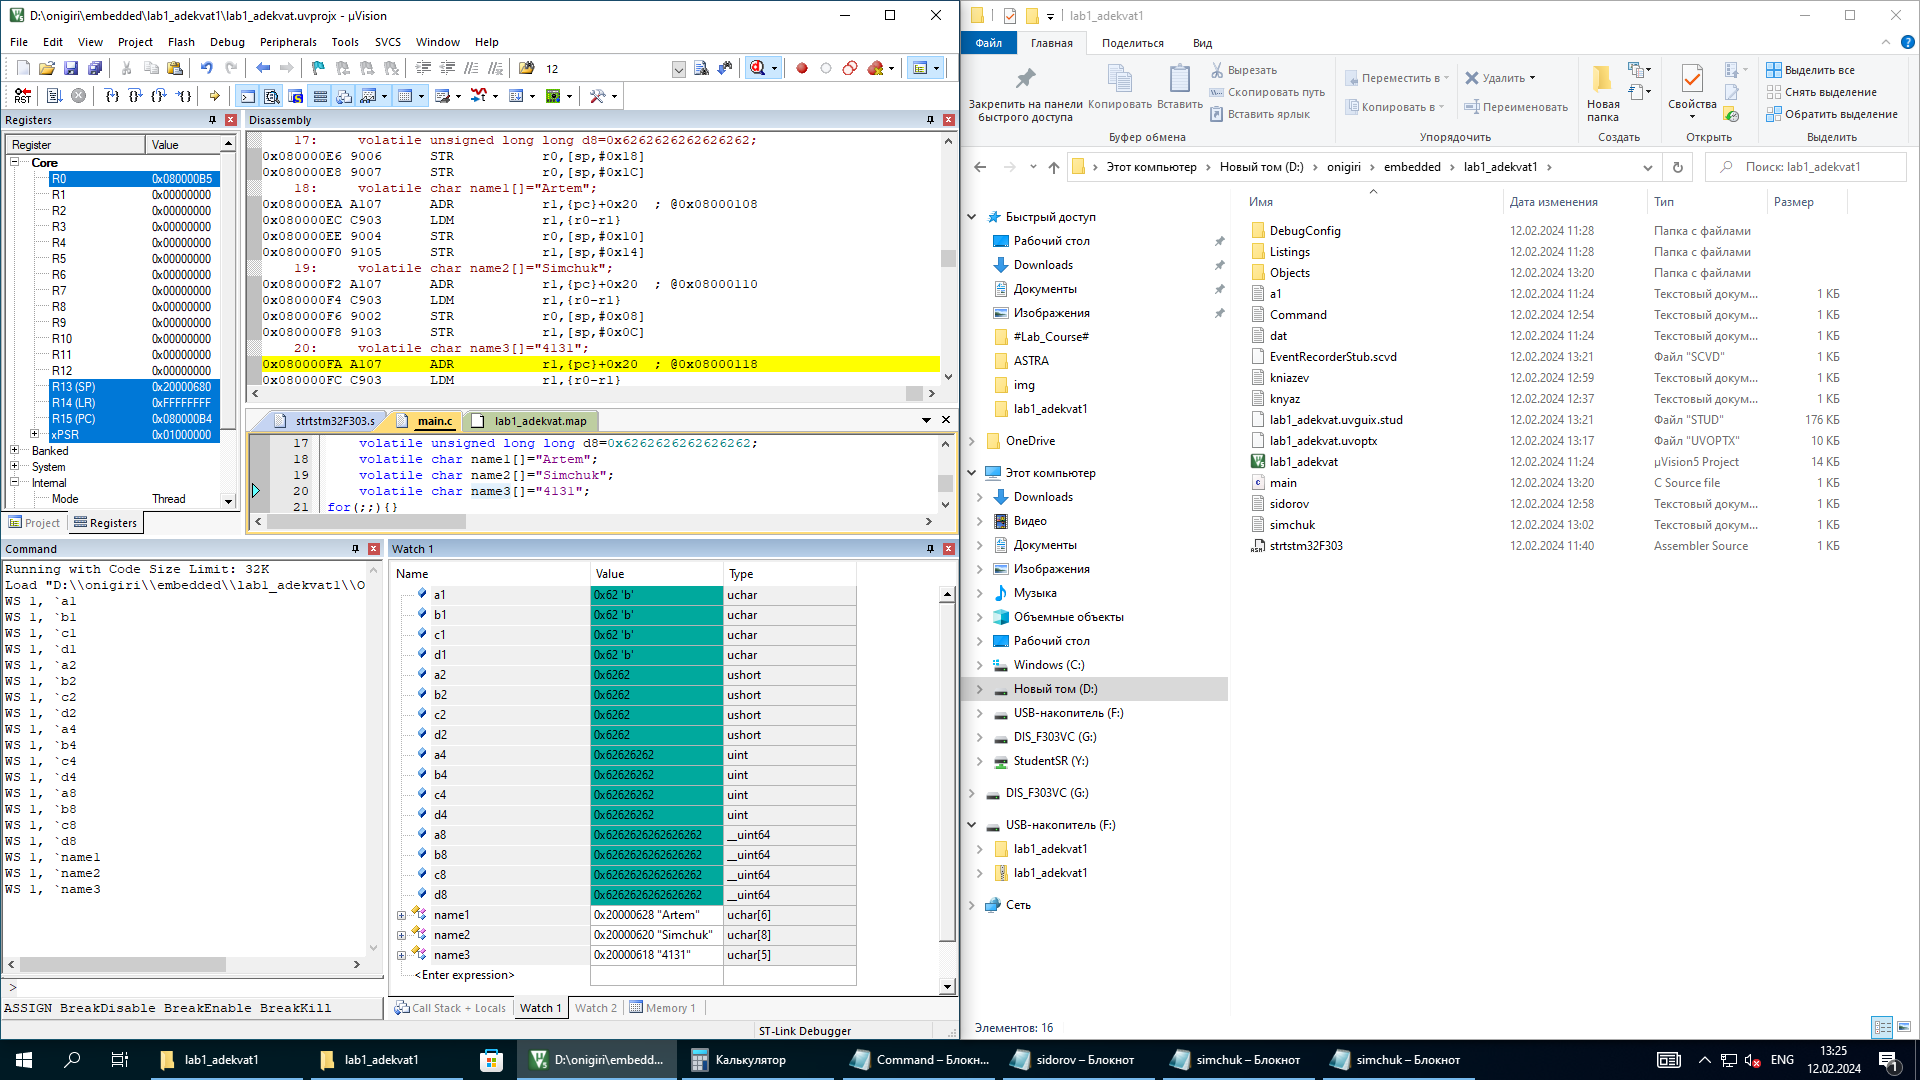 D:\onigiri\embedded\lab1_adekvat1\lab1_adekvat.uvprojx - µVision
File Edit View Project Flash Debug Peripherals Tools SVCS Window Help
12
Registers
Register Value
Core
R0 0x080000B5
R1 0x00000000
R2 0x00000000
R3 0x00000000
R4 0x00000000
R5 0x00000000
R6 0x00000000
R7 0x00000000
R8 0x00000000
R9 0x00000000
R10 0x00000000
R11 0x00000000
R12 0x00000000
R13 (SP) 0x20000680
R14 (LR) 0xFFFFFFFF
R15 (PC) 0x080000B4
xPSR 0x01000000
Banked
System
Internal
Mode Thread
Project Registers
Disassembly
17: volatile unsigned long long d8=0x6262626262626262;
0x080000E6 9006 STR r0,[sp,#0x18]
0x080000E8 9007 STR r0,[sp,#0x1C]
18: volatile char name1[]="Artem";
0x080000EA A107 ADR r1,{pc}+0x20 ; @0x08000108
0x080000EC C903 LDM r1,{r0-r1}
0x080000EE 9004 STR r0,[sp,#0x10]
0x080000F0 9105 STR r1,[sp,#0x14]
19: volatile char name2[]="Simchuk";
0x080000F2 A107 ADR r1,{pc}+0x20 ; @0x08000110
0x080000F4 C903 LDM r1,{r0-r1}
0x080000F6 9002 STR r0,[sp,#0x08]
0x080000F8 9103 STR r1,[sp,#0x0C]
20: volatile char name3[]="4131";
0x080000FA A107 ADR r1,{pc}+0x20 ; @0x08000118
0x080000FC C903 LDM r1,{r0-r1}
strtstm32F303.s main.c lab1_adekvat.map
17 volatile unsigned long long d8=0x6262626262626262;
18 volatile char name1[]="Artem";
19 volatile char name2[]="Simchuk";
20 volatile char name3[]="4131";
21 for(;;){}
Command
Running with Code Size Limit: 32K
Load "D:\\onigiri\\embedded\\lab1_adekvat1\\O
WS 1, `a1
WS 1, `b1
WS 1, `c1
WS 1, `d1
WS 1, `a2
WS 1, `b2
WS 1, `c2
WS 1, `d2
WS 1, `a4
WS 1, `b4
WS 1, `c4
WS 1, `d4
WS 1, `a8
WS 1, `b8
WS 1, `c8
WS 1, `d8
WS 1, `name1
WS 1, `name2
WS 1, `name3
>
ASSIGN BreakDisable BreakEnable BreakKill
Watch 1
Name Value Type
a1 0x62 'b' uchar
b1 0x62 'b' uchar
c1 0x62 'b' uchar
d1 0x62 'b' uchar
a2 0x6262 ushort
b2 0x6262 ushort
c2 0x6262 ushort
d2 0x6262 ushort
a4 0x62626262 uint
b4 0x62626262 uint
c4 0x62626262 uint
d4 0x62626262 uint
a8 0x6262626262626262 __uint64
b8 0x6262626262626262 __uint64
c8 0x6262626262626262 __uint64
d8 0x6262626262626262 __uint64
name1 0x20000628 "Artem" uchar[6]
name2 0x20000620 "Simchuk" uchar[8]
name3 0x20000618 "4131" uchar[5]
<Enter expression>
Call Stack + Locals Watch 1 Watch 2 Memory 1
ST-Link Debugger
lab1_adekvat1
Файл Главная Поделиться Вид
Закрепить на панели быстрого доступа
Копировать
Вставить
Вырезать
Скопировать путь
Вставить ярлык
Буфер обмена
Переместить в
Копировать в
Удалить
Переименовать
Упорядочить
Новая папка
Создать
Свойства
Открыть
Выделить все
Снять выделение
Обратить выделение
Выделить
Этот компьютер Новый том (D:) onigiri embedded lab1_adekvat1
Поиск: lab1_adekvat1
Быстрый доступ
Рабочий стол
Downloads
Документы
Изображения
#Lab_Course#
ASTRA
img
lab1_adekvat1
OneDrive
Этот компьютер
Downloads
Видео
Документы
Изображения
Музыка
Объемные объекты
Рабочий стол
Windows (C:)
Новый том (D:)
USB-накопитель (F:)
DIS_F303VC (G:)
StudentSR (Y:)
DIS_F303VC (G:)
USB-накопитель (F:)
lab1_adekvat1
lab1_adekvat1
Сеть
Имя Дата изменения Тип Размер
DebugConfig 12.02.2024 11:28 Папка с файлами
Listings 12.02.2024 11:28 Папка с файлами
Objects 12.02.2024 13:20 Папка с файлами
a1 12.02.2024 11:24 Текстовый докум... 1 КБ
Command 12.02.2024 12:54 Текстовый докум... 1 КБ
dat 12.02.2024 11:24 Текстовый докум... 1 КБ
EventRecorderStub.scvd 12.02.2024 13:21 Файл "SCVD" 1 КБ
kniazev 12.02.2024 12:59 Текстовый докум... 1 КБ
knyaz 12.02.2024 12:37 Текстовый докум... 1 КБ
lab1_adekvat.uvguix.stud 12.02.2024 13:21 Файл "STUD" 176 КБ
lab1_adekvat.uvoptx 12.02.2024 13:17 Файл "UVOPTX" 10 КБ
lab1_adekvat 12.02.2024 11:24 µVision5 Project 14 КБ
main 12.02.2024 13:20 C Source file 1 КБ
sidorov 12.02.2024 12:58 Текстовый докум... 1 КБ
simchuk 12.02.2024 13:02 Текстовый докум... 1 КБ
strtstm32F303 12.02.2024 11:40 Assembler Source 1 КБ
Элементов: 16
lab1_adekvat1
lab1_adekvat1
D:\onigiri\embedd...
Калькулятор
Command – Блокн...
sidorov – Блокнот
simchuk – Блокнот
simchuk – Блокнот
ENG
13:25
12.02.2024
1